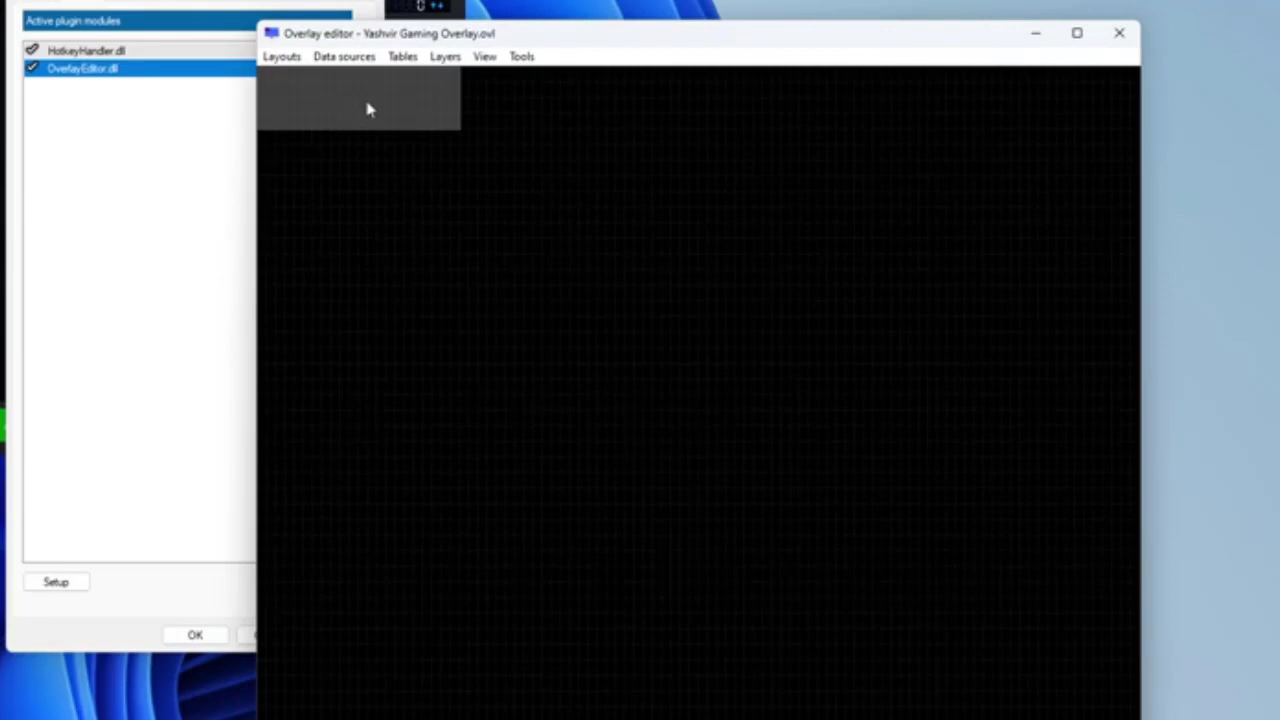 0 ++
Active plugin modules
HotkeyHandler.dll
OverlayEditor.dll
Setup
OK
Overlay editor - Yashvir Gaming Overlay.ovl
Layouts Data sources Tables Layers View Tools